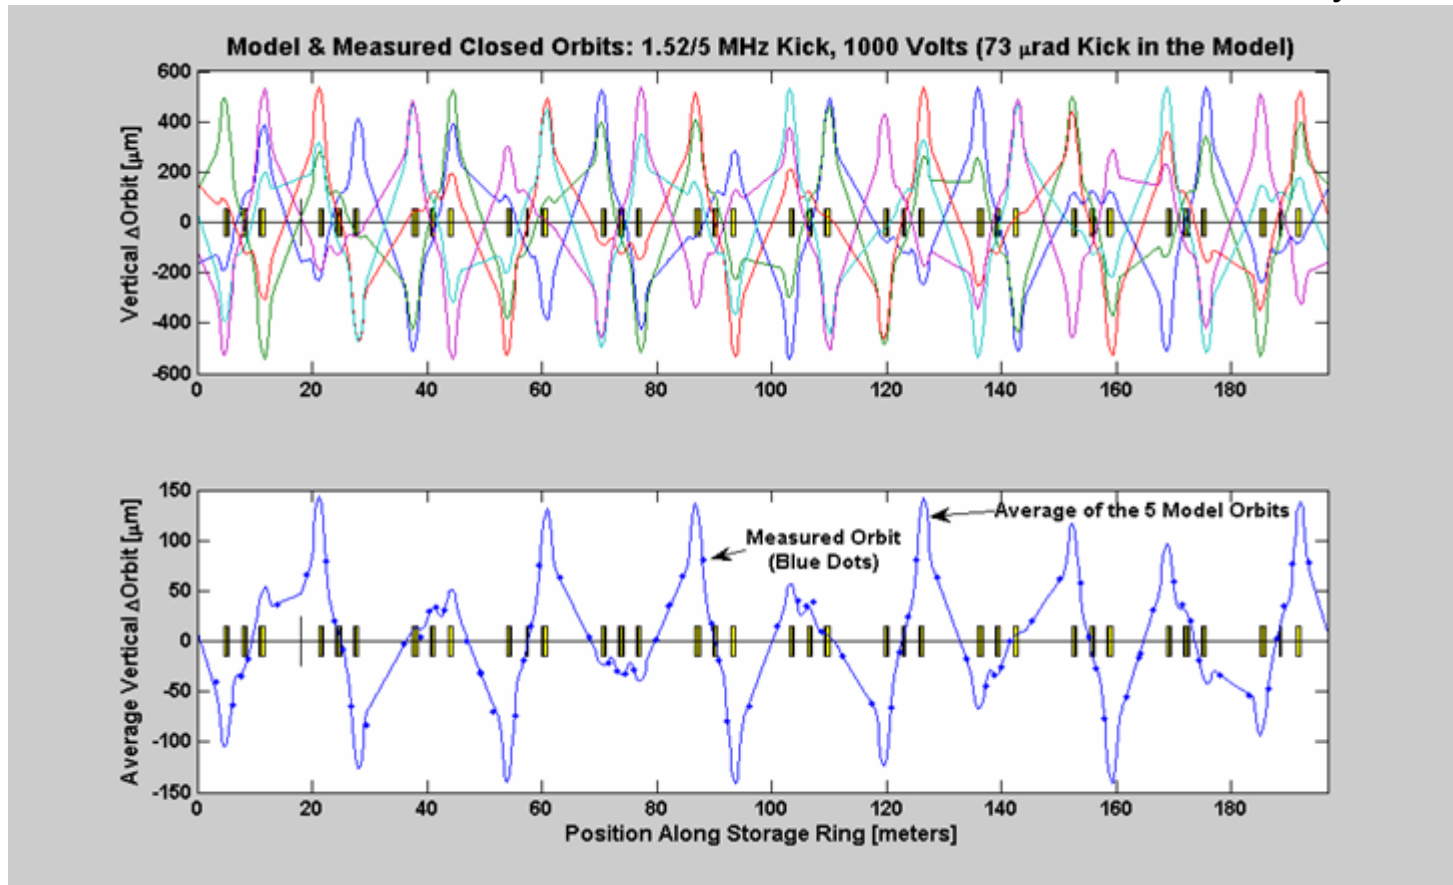 Model & Measured Closed Orbits: 1.52/5 MHz Kick, 1000 Volts (73 μrad Kick in the Model)
600
400
200
0
-200
-400
-600
Vertical ΔOrbit [μm]
0 20 40 60 80 100 120 140 160 180
150
100
50
0
-50
-100
-150
Average Vertical ΔOrbit [μm]
Average of the 5 Model Orbits
Measured Orbit
(Blue Dots)
0 20 40 60 80 100 120 140 160 180
Position Along Storage Ring [meters]